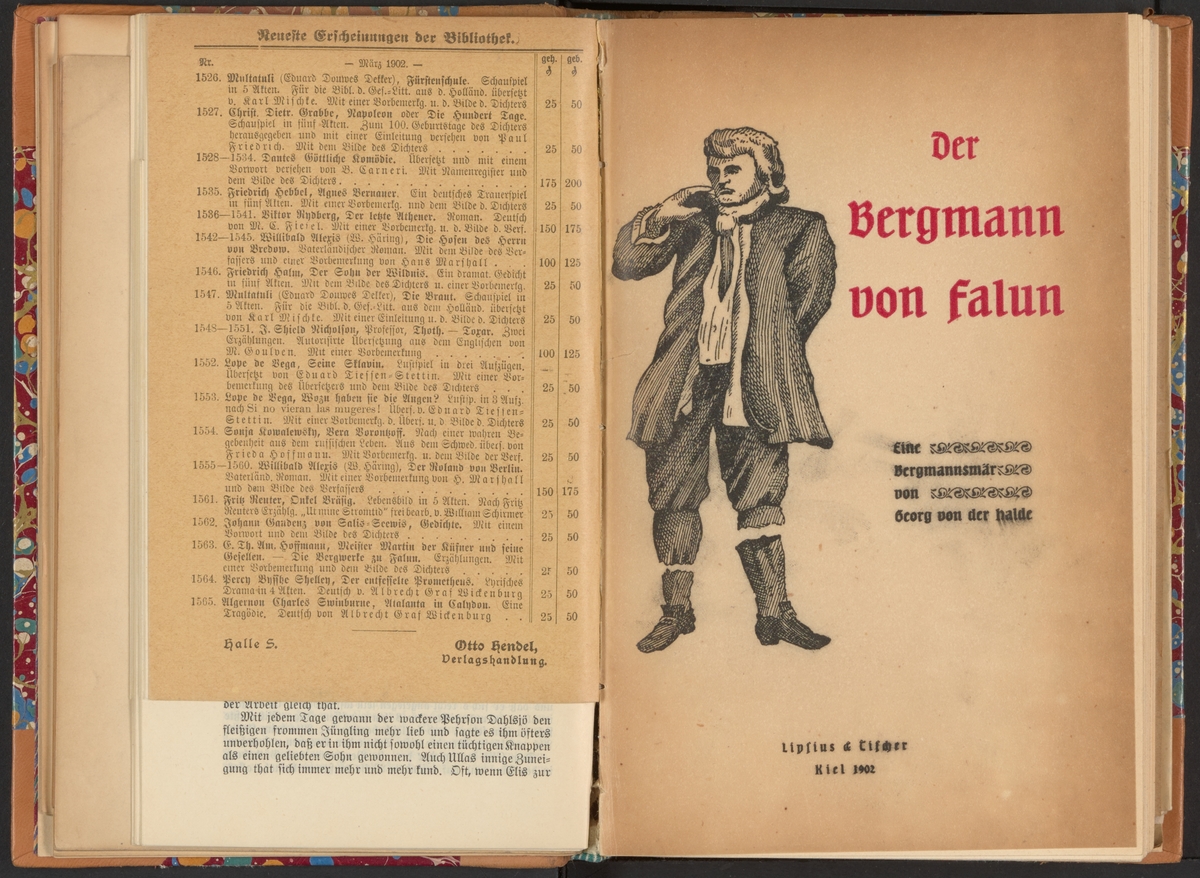 Neueste Erscheinungen der Bibliothek.
Nr. — März 1902. — geh. geb.
₰ ₰
1526. Multatuli (Eduard Douwes Dekker), Fürstenschule. Schauspiel
in 5 Akten. Für die Bibl. d. Ges.-Litt. aus d. Holländ. übersetzt
v. Karl Mischke. Mit einer Vorbemerkg. u. d. Bilde d. Dichters 25 50
1527. Christ. Dietr. Grabbe, Napoleon oder Die Hundert Tage.
Schauspiel in fünf Akten. Zum 100. Geburtstage des Dichters
herausgegeben und mit einer Einleitung versehen von Paul
Friedrich. Mit dem Bilde des Dichters . . . . . . . 25 50
1528—1534. Dantes Göttliche Komödie. Übersetzt und mit einem
Vorwort versehen von B. Carneri. Mit Namenregister und
dem Bilde des Dichters . . . . . . . . . . . . . 175 200
1535. Friedrich Hebbel, Agnes Bernauer. Ein deutsches Trauerspiel
in fünf Akten. Mit einer Vorbemerkg. und dem Bilde d. Dichters 25 50
1536—1541. Viktor Rydberg, Der letzte Athener. Roman. Deutsch
von M. C. Fiesel. Mit einer Vorbemerkg. u. d. Bilde d. Verf. 150 175
1542—1545. Willibald Alexis (W. Häring), Die Hosen des Herrn
von Bredow. Vaterländischer Roman. Mit dem Bilde des Ver-
fassers und einer Vorbemerkung von Hans Marshall . . 100 125
1546. Friedrich Halm, Der Sohn der Wildnis. Ein dramat. Gedicht
in fünf Akten. Mit dem Bilde des Dichters u. einer Vorbemerkg. 25 50
1547. Multatuli (Eduard Douwes Dekker), Die Braut. Schauspiel in
5 Akten. Für die Bibl. d. Ges.-Litt. aus dem Holländ. übersetzt
von Karl Mischke. Mit einer Einleitung u. d. Bilde d. Dichters 25 50
1548—1551. J. Shield Nicholson, Professor, Thoth. — Toxar. Zwei
Erzählungen. Autorisirte Übersetzung aus dem Englischen von
M. Goulven. Mit einer Vorbemerkung . . . . . . . 100 125
1552. Lope de Vega, Seine Sklavin. Lustspiel in drei Aufzügen.
Übersetzt von Eduard Tiessen-Stettin. Mit einer Vor-
bemerkung des Übersetzers und dem Bilde des Dichters . . . 25 50
1553. Lope de Vega, Wozu haben sie die Augen? Lustsp. in 3 Aufz.
nach Si no vieran las mugeres! Übers. v. Eduard Tiessen-
Stettin. Mit einer Vorbemerkg. d. Übers. u. d Bilde d. Dichters 25 50
1554. Sonja Kowalewsky, Vera Vorontzoff. Nach einer wahren Be-
gebenheit aus dem russischen Leben. Aus dem Schwed. übers. von
Frieda Hoffmann. Mit Vorbemerkg. u. dem Bilde der Verf. 25 50
1555—1560. Willibald Alexis (W. Häring), Der Roland von Berlin.
Vaterländ. Roman. Mit einer Vorbemerkung von H. Marshall
und dem Bilde des Verfassers . . . . . . . . . . . 150 175
1561. Fritz Reuter, Onkel Bräsig. Lebensbild in 5 Akten. Nach Fritz
Reuters Erzählg. „Ut mine Stromtid" frei bearb. v. William Schirmer 25 50
1562. Johann Gaudenz von Salis-Seewis, Gedichte. Mit einem
Vorwort und dem Bilde des Dichters . . . . . . . . . 25 50
1563. E. Th. Am. Hoffmann, Meister Martin der Küfner und seine
Gesellen. — Die Bergwerke zu Falun. Erzählungen. Mit
einer Vorbemerkung und dem Bilde des Dichters . . . . . 25 50
1564. Percy Bysshe Shelley, Der entfesselte Prometheus. Lyrisches
Drama in 4 Akten. Deutsch v. Albrecht Graf Wickenburg 25 50
1565. Algernon Charles Swinburne, Atalanta in Calydon. Eine
Tragödie. Deutsch von Albrecht Graf Wickenburg . . 25 50
Halle S. Otto Hendel,
Verlagshandlung.
der Arbeit gleich that.
Mit jedem Tage gewann der wackere Pehrson Dahlsjö den
fleißigen frommen Jüngling mehr lieb und sagte es ihm öfters
unverhohlen, daß er in ihm nicht sowohl einen tüchtigen Knappen
als einen geliebten Sohn gewonnen. Auch Ullas innige Zunei-
gung that sich immer mehr und mehr kund. Oft, wenn Elis zur
Der
Bergmann
von Falun
Eine
Bergmannsmär
von
Georg von der Halde
Lipsius & Tischer
Kiel 1902